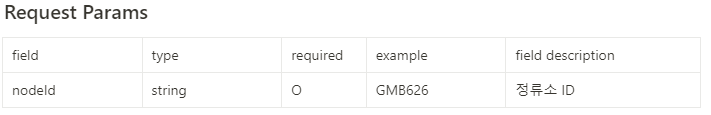 Request Params
field type required example field description
nodeId string O GMB626 정류소 ID